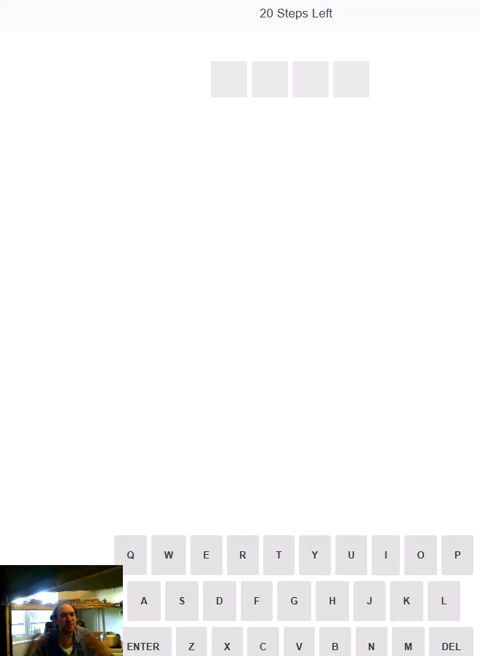 20 Steps Left
Q W E R T Y U I O P
A S D F G H J K L
ENTER Z X C V B N M DEL